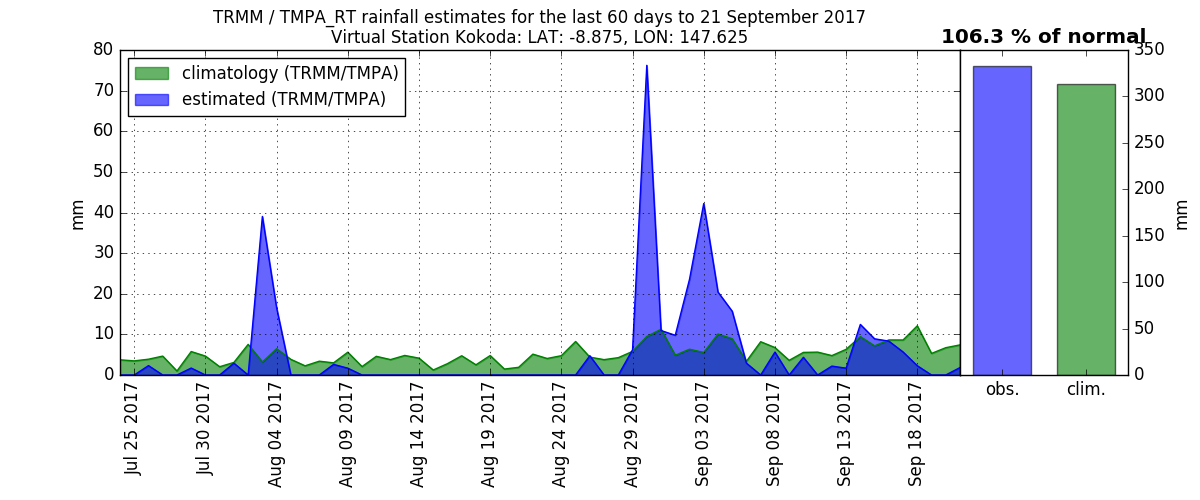 TRMM / TMPA_RT rainfall estimates for the last 60 days to 21 September 2017
Virtual Station Kokoda: LAT: -8.875, LON: 147.625
106.3 % of normal
climatology (TRMM/TMPA)
estimated (TRMM/TMPA)
80
70
60
50
40
30
20
10
0
mm
Jul 25 2017
Jul 30 2017
Aug 04 2017
Aug 09 2017
Aug 14 2017
Aug 19 2017
Aug 24 2017
Aug 29 2017
Sep 03 2017
Sep 08 2017
Sep 13 2017
Sep 18 2017
350
300
250
200
150
100
50
0
mm
obs.
clim.